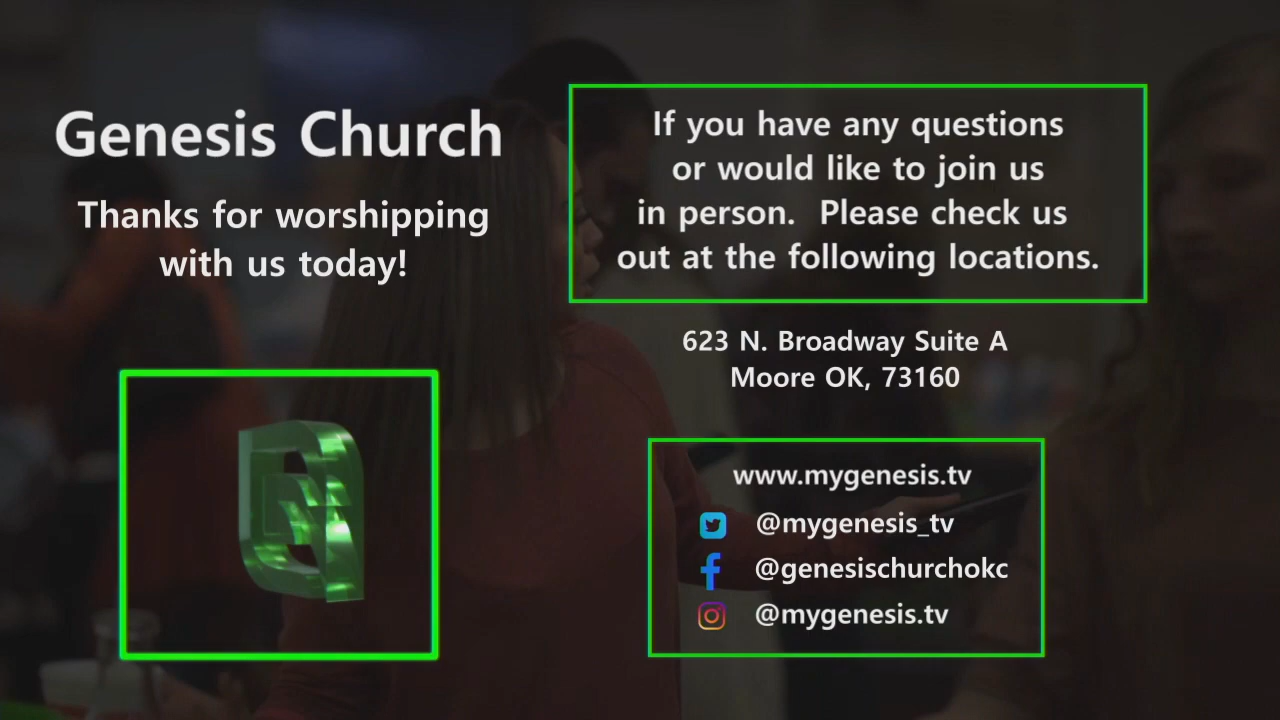 Genesis Church
Thanks for worshipping
with us today!
If you have any questions
or would like to join us
in person.  Please check us
out at the following locations.
623 N. Broadway Suite A
Moore OK, 73160
www.mygenesis.tv
@mygenesis_tv
@genesischurchokc
@mygenesis.tv